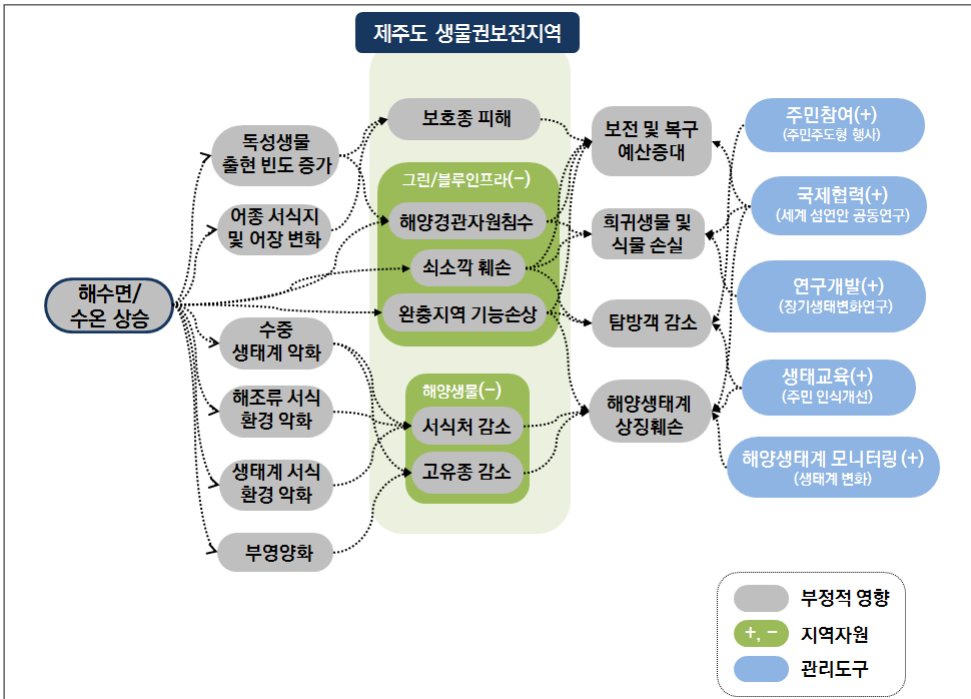 제주도 생물권보전지역
해수면/
수온 상승
독성생물
출현 빈도 증가
어종 서식지
및 어장 변화
수중
생태계 악화
해조류 서식
환경 악화
생태계 서식
환경 악화
부영양화
보호종 피해
그린/블루인프라(−)
해양경관자원침수
쇠소깍 훼손
완충지역 기능손상
해양생물(−)
서식처 감소
고유종 감소
보전 및 복구
예산증대
희귀생물 및
식물 손실
탐방객 감소
해양생태계
상징훼손
주민참여(+)
(주민주도형 행사)
국제협력(+)
(세계 섬연안 공동연구)
연구개발(+)
(장기생태변화연구)
생태교육(+)
(주민 인식개선)
해양생태계 모니터링(+)
(생태계 변화)
부정적 영향
+, − 지역자원
관리도구